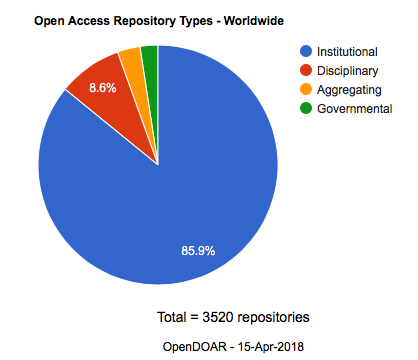 Open Access Repository Types - Worldwide
Institutional
Disciplinary
Aggregating
Governmental
8.6%
85.9%
Total = 3520 repositories
OpenDOAR - 15-Apr-2018